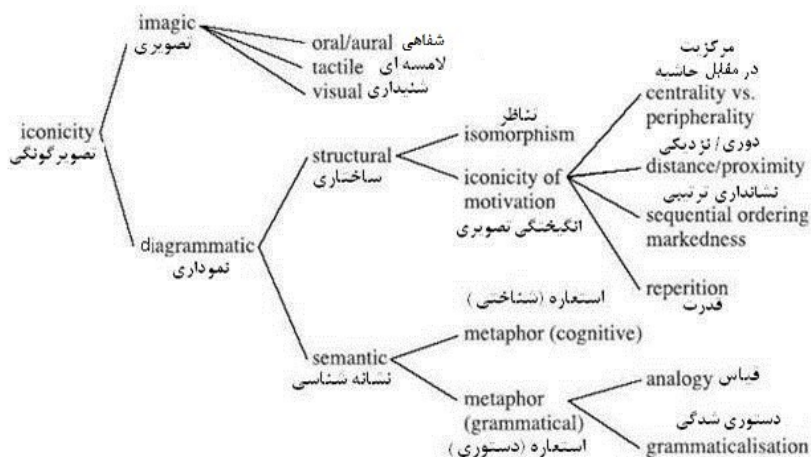 imagic
تصویری
oral/aural شفاهی
tactile لامسه ای
visual شنیداری
iconicity
تصویرگونگی
diagrammatic
نموداری
structural
ساختاری
تناظر
isomorphism
iconicity of
motivation
انگیختگی تصویری
مرکزیت
در مقابل حاشیه
centrality vs.
peripherality
دوری / نزدیکی
distance/proximity
نشانداری ترتیبی
sequential ordering
markedness
reperition
قدرت
semantic
نشانه شناسی
استعاره (شناختی)
metaphor (cognitive)
metaphor
(grammatical)
استعاره (دستوری)
analogy قیاس
دستوری شدگی
grammaticalisation